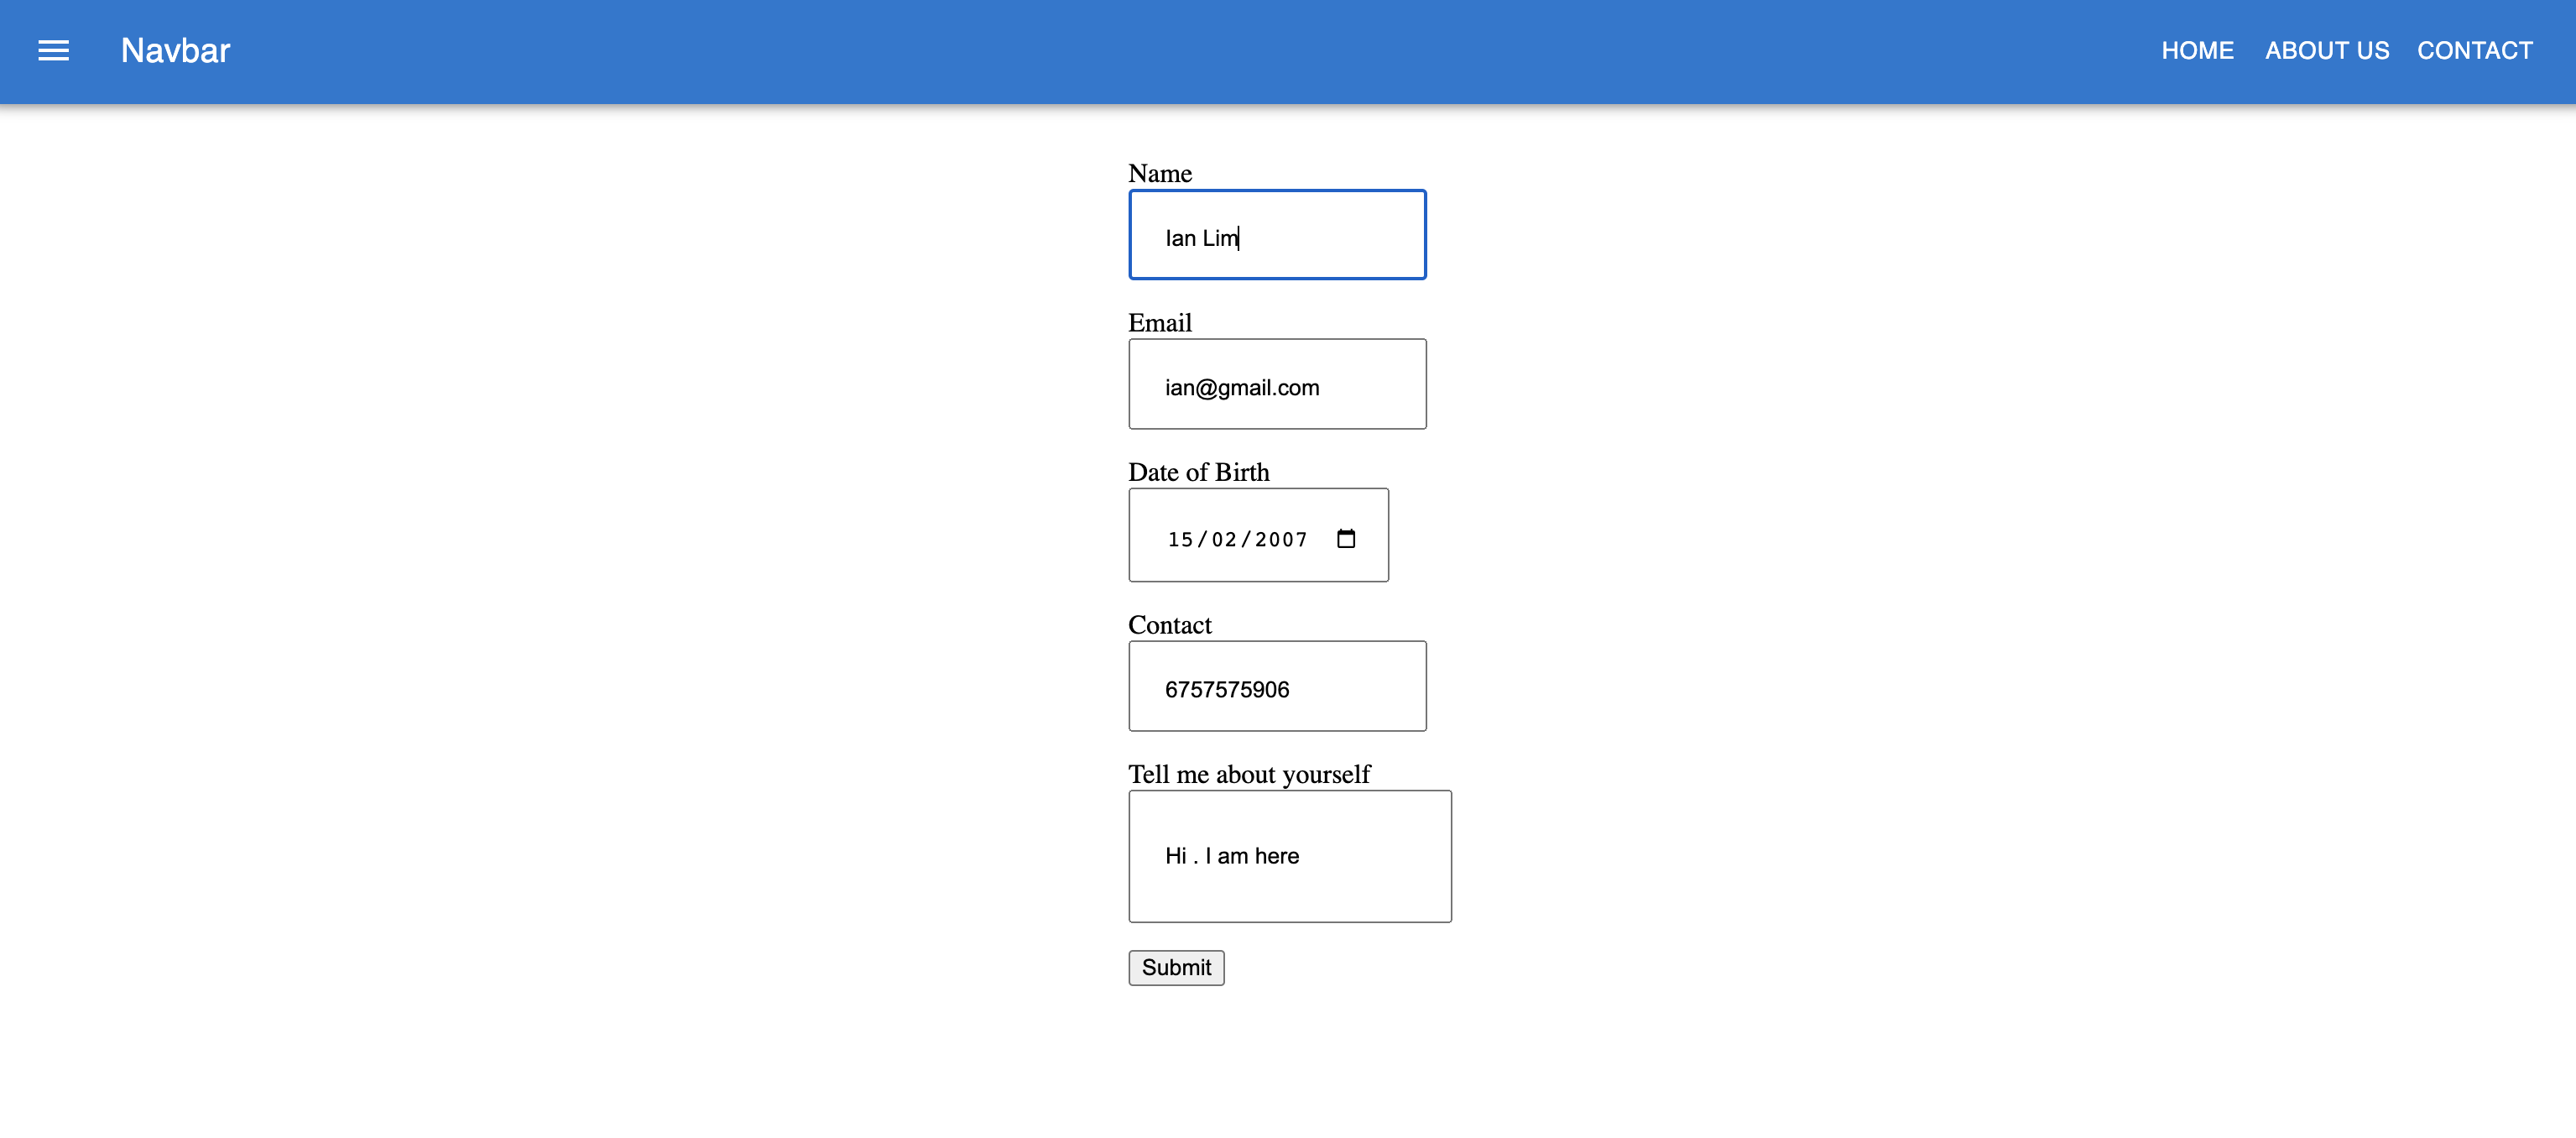 Navbar HOME ABOUT US CONTACT
Name
Ian Lim
Email
ian@gmail.com
Date of Birth
15/02/2007
Contact
6757575906
Tell me about yourself
Hi . I am here
Submit